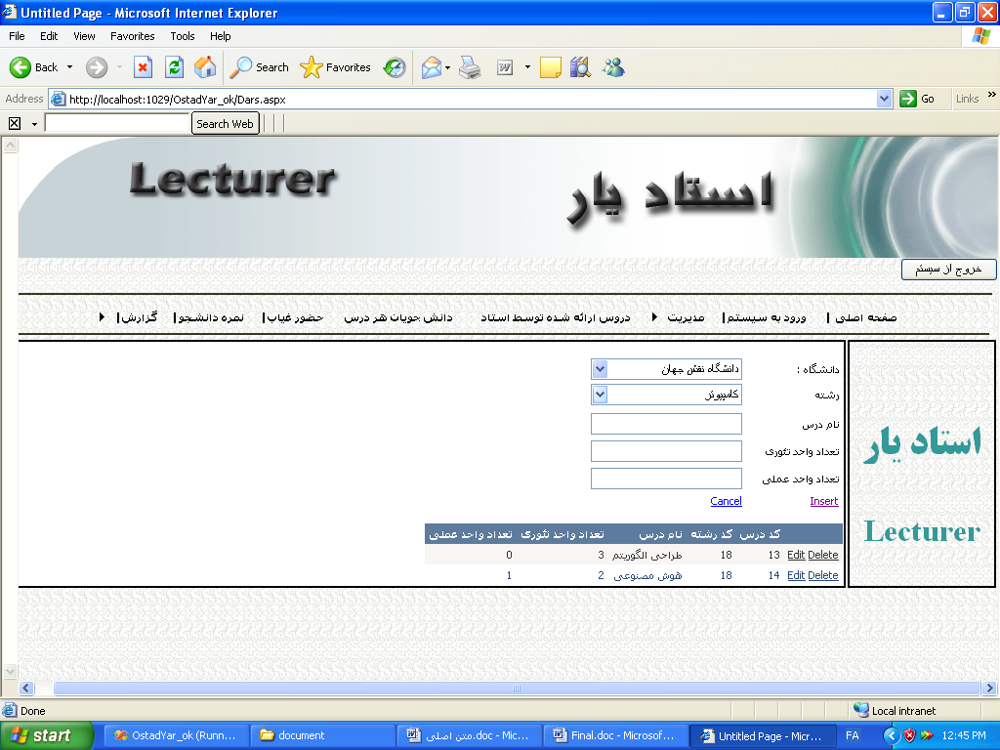 Untitled Page - Microsoft Internet Explorer
File Edit View Favorites Tools Help
Back Search Favorites
Address http://localhost:1029/OstadYar_ok/Dars.aspx Go Links »
Search Web
Lecturer استاد یار
خروج از سیستم
صفحه اصلی | ورود به سیستم | مدیریت دروس ارائه شده توسط استاد دانش جویان هر درس حضور غیاب | نمره دانشجو | گزارش |
دانشگاه : دانشگاه نقش جهان
رشته کامپیوتر
نام درس
تعداد واحد تئوری
تعداد واحد عملی
Insert Cancel
استاد یار
Lecturer
کد درس کد رشته نام درس تعداد واحد تئوری تعداد واحد عملی
Edit Delete 13 18 طراحی الگوریتم 3 0
Edit Delete 14 18 هوش مصنوعی 2 1
Done Local intranet
start OstadYar_ok (Runn... document متن اصلی.doc - Mic... Final.doc - Microsof... Untitled Page - Micr... FA 12:45 PM